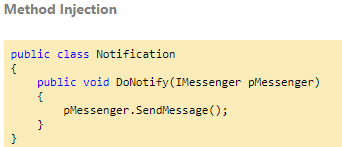 Method Injection
public class Notification
{
    public void DoNotify(IMessenger pMessenger)
    {
        pMessenger.SendMessage();
    }
}